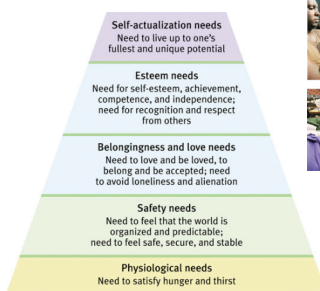 Self-actualization needs
Need to live up to one's
fullest and unique potential
Esteem needs
Need for self-esteem, achievement,
competence, and independence;
need for recognition and respect
from others
Belongingness and love needs
Need to love and be loved, to
belong and be accepted; need
to avoid loneliness and alienation
Safety needs
Need to feel that the world is
organized and predictable;
need to feel safe, secure, and stable
Physiological needs
Need to satisfy hunger and thirst